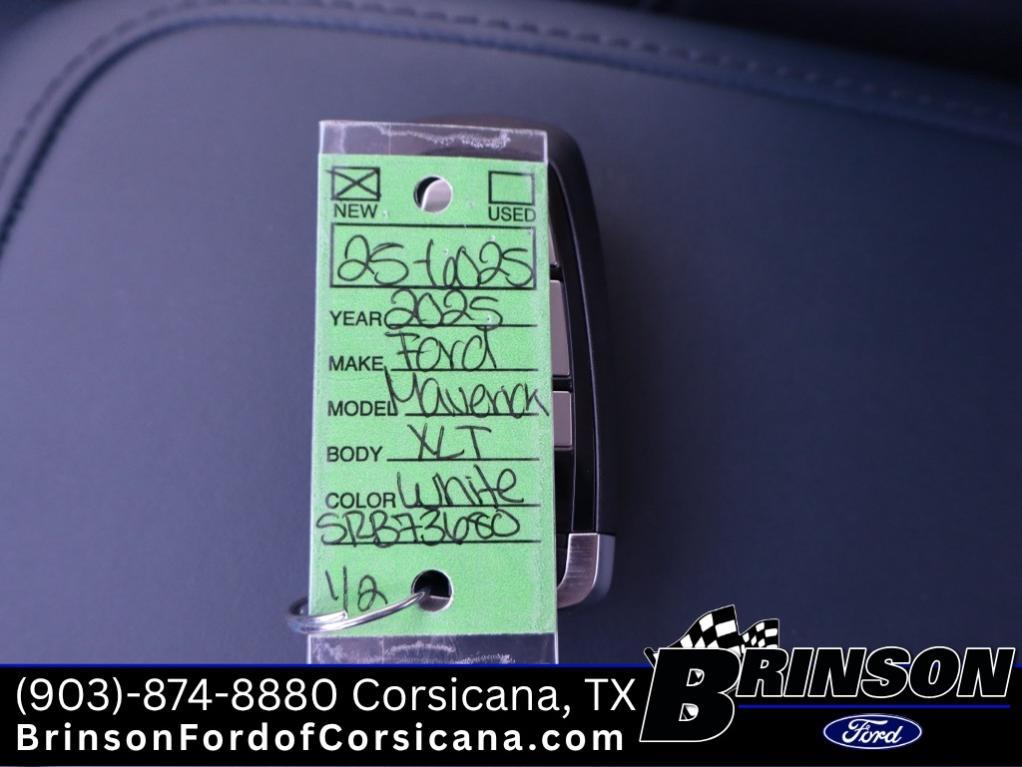 NEW USED
25-6025
YEAR 2025
MAKE Ford
MODEL Maverick
BODY XLT
COLOR White
SRB73680
1/2
(903)-874-8880 Corsicana, TX
BrinsonFordofCorsicana.com
BRINSON
Ford